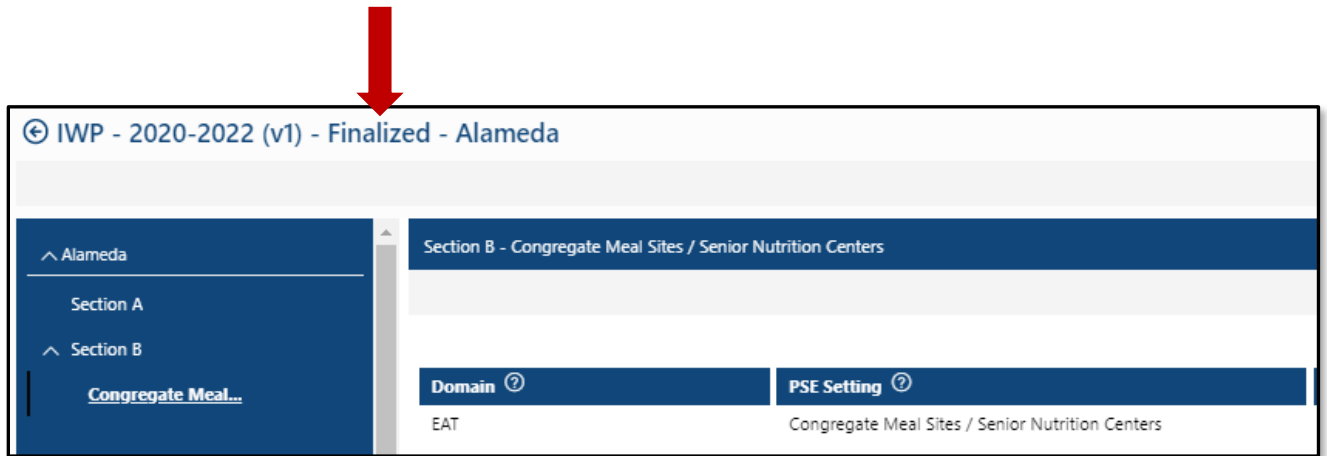 IWP - 2020-2022 (v1) - Finalized - Alameda
Alameda
Section A
Section B
Congregate Meal...
Section B - Congregate Meal Sites / Senior Nutrition Centers
Domain
PSE Setting
EAT
Congregate Meal Sites / Senior Nutrition Centers